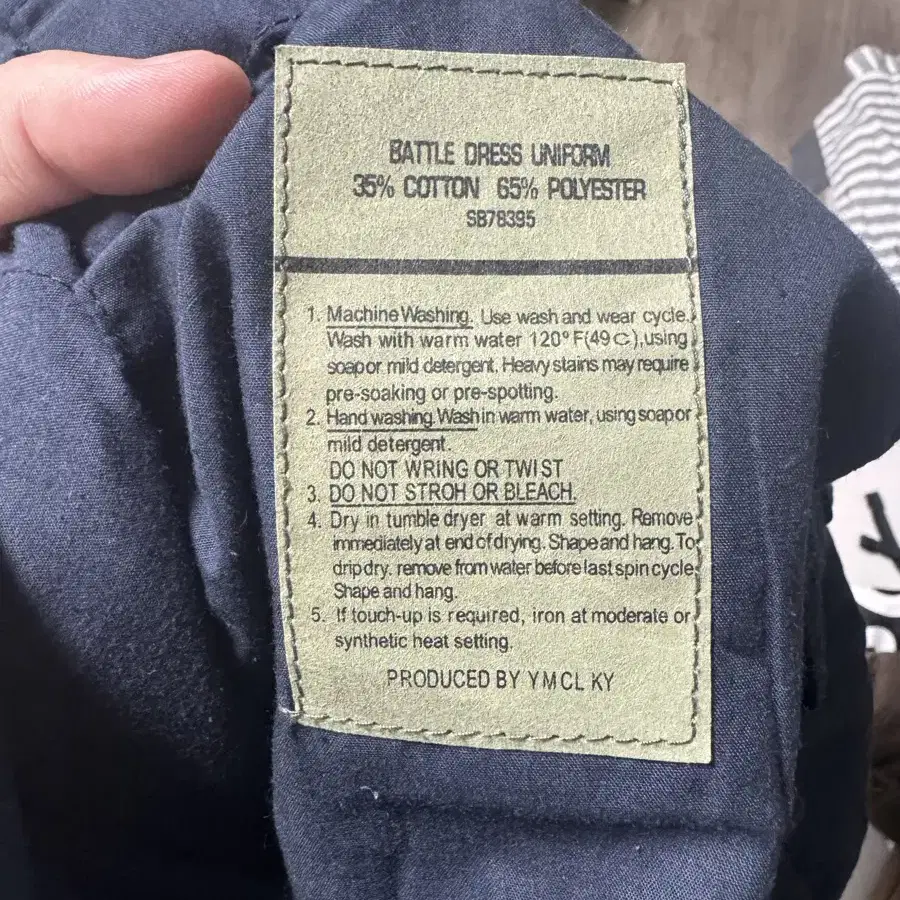 BATTLE DRESS UNIFORM
35% COTTON 65% POLYESTER
SB78395
1. Machine Washing. Use wash and wear cycle.
Wash with warm water 120° F(49 C),using
soap or mild detergent. Heavy stains may require
pre-soaking or pre-spotting.
2. Hand washing. Wash in warm water, using soap or
mild detergent.
DO NOT WRING OR TWIST
3. DO NOT STROH OR BLEACH.
4. Dry in tumble dryer at warm setting. Remove
immediately at end of drying. Shape and hang. To
drip dry. remove from water before last spin cycle
Shape and hang.
5. If touch-up is required, iron at moderate or
synthetic heat setting.
PRODUCED BY YMCL KY